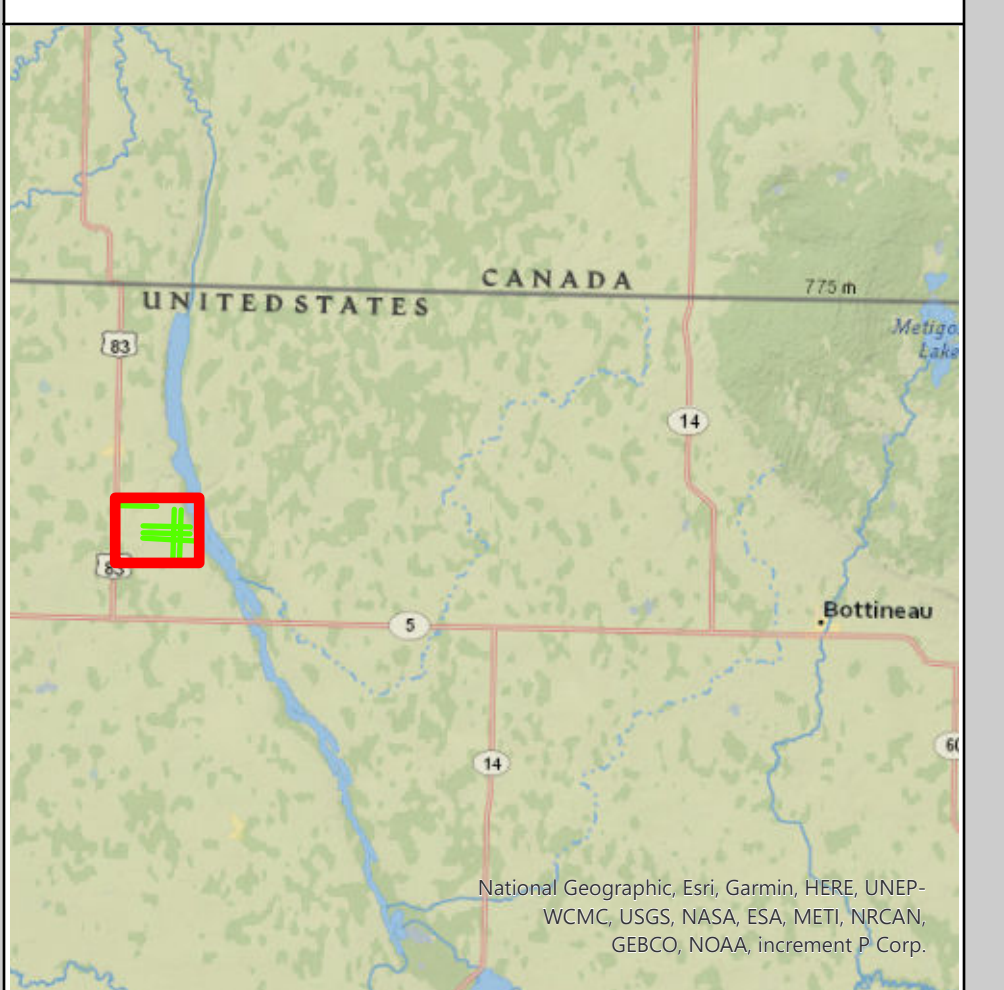 CANADA
775 m
UNITED STATES
Metigo
Lake
83
14
83
Bottineau
5
14
60
National Geographic, Esri, Garmin, HERE, UNEP-
WCMC, USGS, NASA, ESA, METI, NRCAN,
GEBCO, NOAA, increment P Corp.